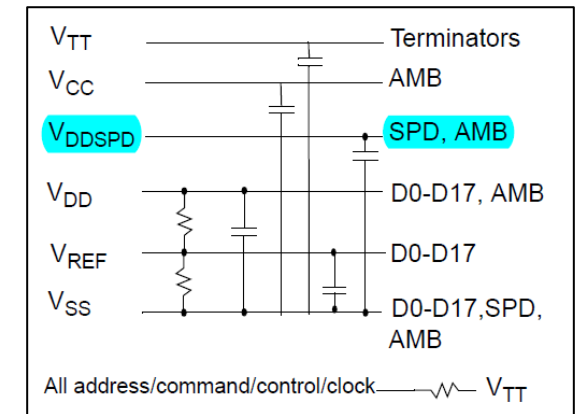 VTT Terminators
VCC AMB
VDDSPD SPD, AMB
VDD D0-D17, AMB
VREF D0-D17
VSS D0-D17,SPD,
AMB
All address/command/control/clock VTT